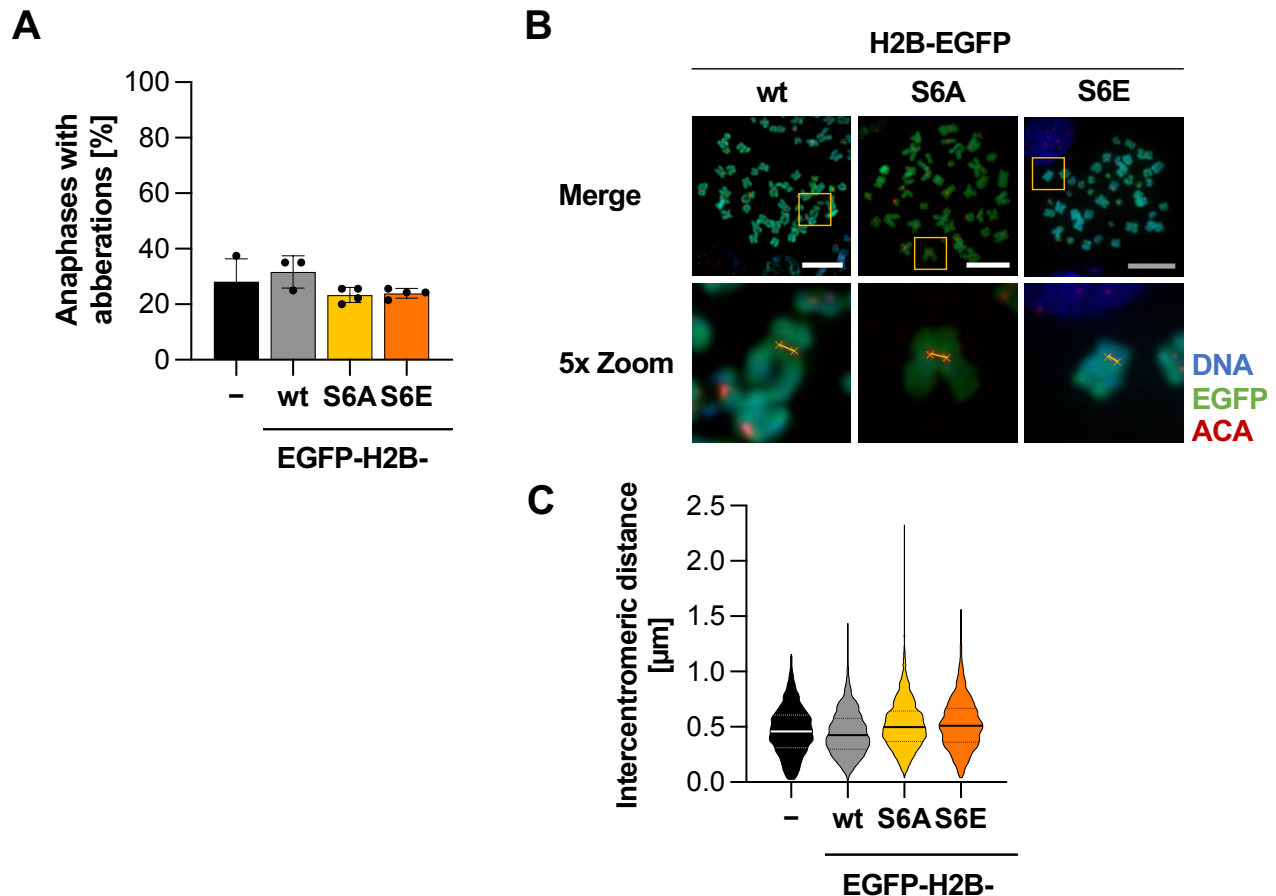 A
Anaphases with
abberations [%]
100
80
60
40
20
0
– wt S6A S6E
EGFP-H2B-
B
H2B-EGFP
wt S6A S6E
Merge
5x Zoom
DNA
EGFP
ACA
C
Intercentromeric distance
[µm]
2.5
2.0
1.5
1.0
0.5
0.0
– wt S6A S6E
EGFP-H2B-